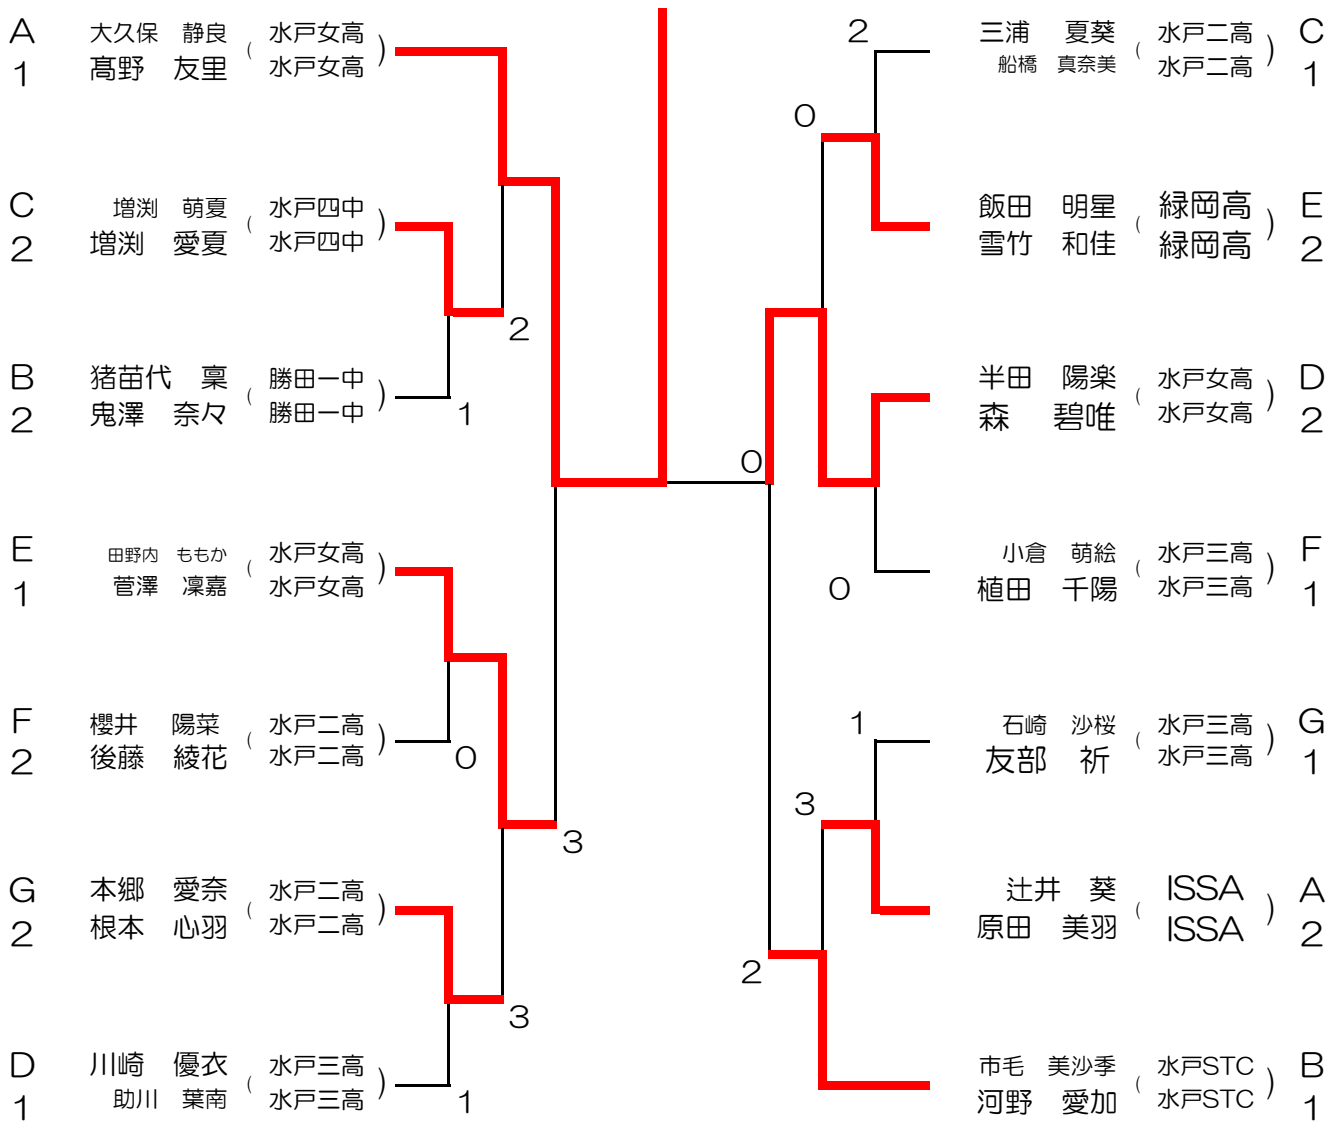 A 大久保 静良 ( 水戸女高 )
1 髙野 友里 水戸女高
C 増渕 萌夏 ( 水戸四中 )
2 増渕 愛夏 水戸四中
2
B 猪苗代 稟 ( 勝田一中 )
2 鬼澤 奈々 勝田一中
1
E 田野内 ももか ( 水戸女高 )
1 菅澤 凜嘉 水戸女高
F 櫻井 陽菜 ( 水戸二高 )
2 後藤 綾花 水戸二高
0
3
G 本郷 愛奈 ( 水戸二高 )
2 根本 心羽 水戸二高
3
D 川崎 優衣 ( 水戸三高 )
1 助川 葉南 水戸三高
1
0
2
三浦 夏葵 ( 水戸二高 ) C
船橋 真奈美 水戸二高 1
0
飯田 明星 ( 緑岡高 ) E
雪竹 和佳 緑岡高 2
半田 陽楽 ( 水戸女高 ) D
森 碧唯 水戸女高 2
小倉 萌絵 ( 水戸三高 ) F
植田 千陽 水戸三高 1
0
1
石崎 沙桜 ( 水戸三高 ) G
友部 祈 水戸三高 1
3
辻井 葵 ( ISSA ) A
原田 美羽 ISSA 2
2
市毛 美沙季 ( 水戸STC ) B
河野 愛加 水戸STC 1